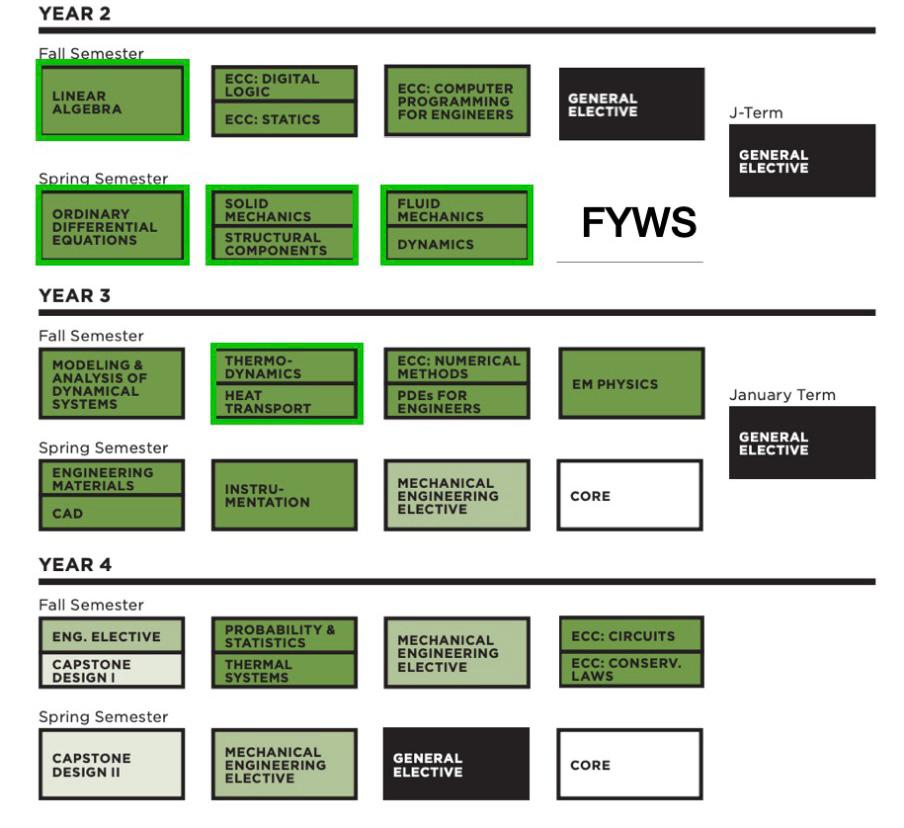 YEAR 2
Fall Semester
LINEAR
ALGEBRA
ECC: DIGITAL
LOGIC
ECC: STATICS
ECC: COMPUTER
PROGRAMMING
FOR ENGINEERS
GENERAL
ELECTIVE
J-Term
GENERAL
ELECTIVE
Spring Semester
ORDINARY
DIFFERENTIAL
EQUATIONS
SOLID
MECHANICS
STRUCTURAL
COMPONENTS
FLUID
MECHANICS
DYNAMICS
FYWS
YEAR 3
Fall Semester
MODELING &
ANALYSIS OF
DYNAMICAL
SYSTEMS
THERMO-
DYNAMICS
HEAT
TRANSPORT
ECC: NUMERICAL
METHODS
PDEs FOR
ENGINEERS
EM PHYSICS
January Term
GENERAL
ELECTIVE
Spring Semester
ENGINEERING
MATERIALS
CAD
INSTRU-
MENTATION
MECHANICAL
ENGINEERING
ELECTIVE
CORE
YEAR 4
Fall Semester
ENG. ELECTIVE
CAPSTONE
DESIGN I
PROBABILITY &
STATISTICS
THERMAL
SYSTEMS
MECHANICAL
ENGINEERING
ELECTIVE
ECC: CIRCUITS
ECC: CONSERV.
LAWS
Spring Semester
CAPSTONE
DESIGN II
MECHANICAL
ENGINEERING
ELECTIVE
GENERAL
ELECTIVE
CORE